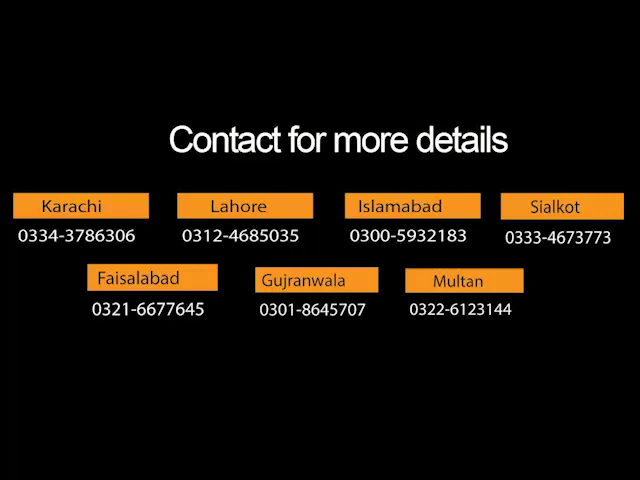 Contact for more details
Karachi Lahore Islamabad Sialkot
0334-3786306 0312-4685035 0300-5932183 0333-4673773
Faisalabad Gujranwala Multan
0321-6677645 0301-8645707 0322-6123144